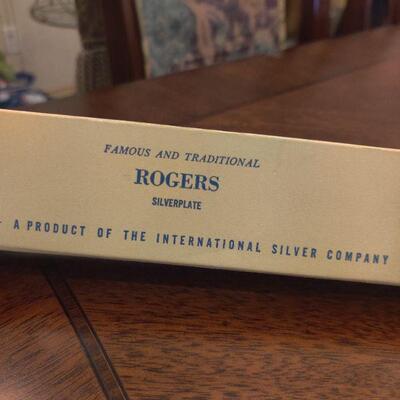 FAMOUS AND TRADITIONAL
ROGERS
SILVERPLATE
A PRODUCT OF THE INTERNATIONAL SILVER COMPANY